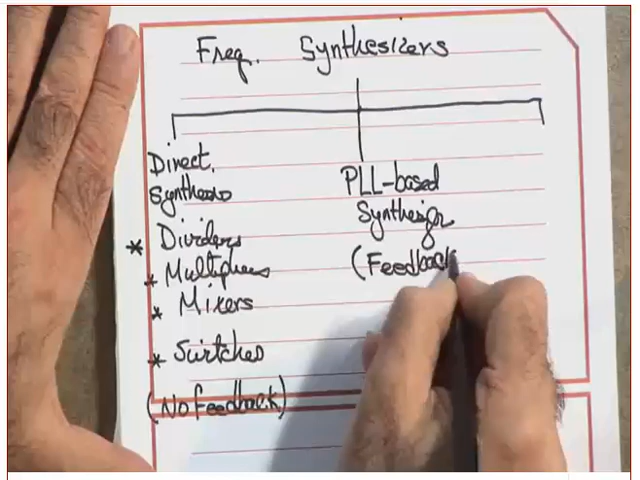 Freq. Synthesizers
Direct.
Synthesis
PLL-based
Synthesizer
* Dividers
* Multipliers
(Feedback
* Mixers
* Switches
(No feedback)